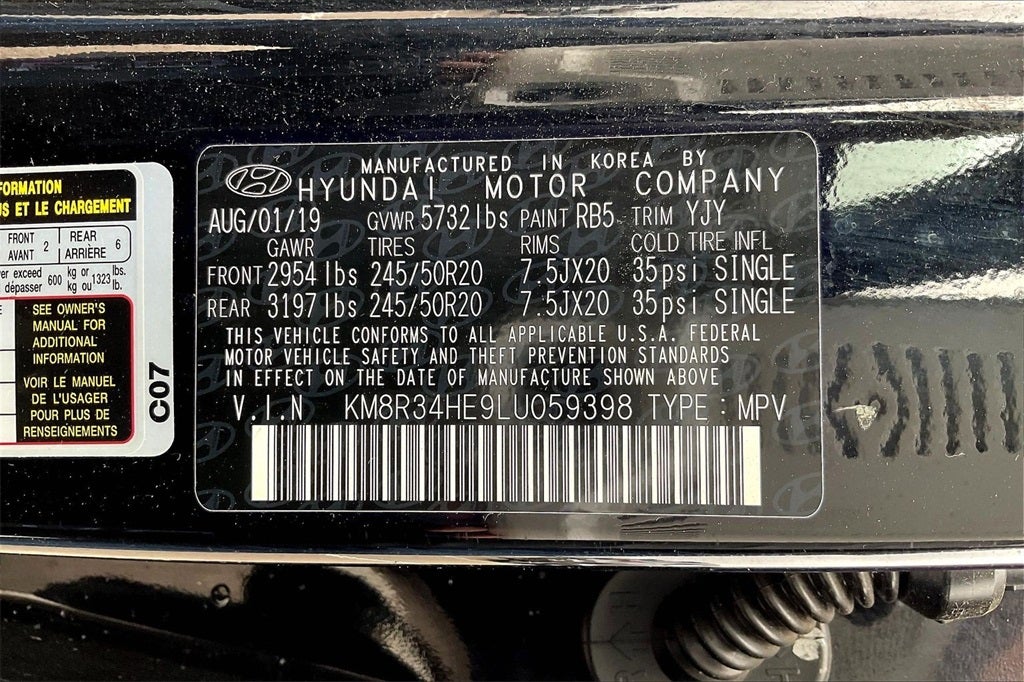 MANUFACTURED IN KOREA BY
HYUNDAI MOTOR COMPANY
AUG/01/19 GVWR 5732lbs PAINT RB5 TRIM YJY
GAWR TIRES RIMS COLD TIRE INFL
FRONT 2954lbs 245/50R20 7.5JX20 35psi SINGLE
REAR 3197lbs 245/50R20 7.5JX20 35psi SINGLE
THIS VEHICLE CONFORMS TO ALL APPLICABLE U.S.A. FEDERAL
MOTOR VEHICLE SAFETY AND THEFT PREVENTION STANDARDS
IN EFFECT ON THE DATE OF MANUFACTURE SHOWN ABOVE
V.I.N KM8R34HE9LU059398 TYPE : MPV
ET LE CHARGEMENT
FRONT
AVANT 2 REAR
ARRIÈRE 6
exceed
dépasser 600 kg or
kg ou 1323 lbs.
lb.
SEE OWNER'S
MANUAL FOR
ADDITIONAL
INFORMATION
VOIR LE MANUEL
DE L'USAGER
POUR PLUS DE
RENSEIGNEMENTS
C07